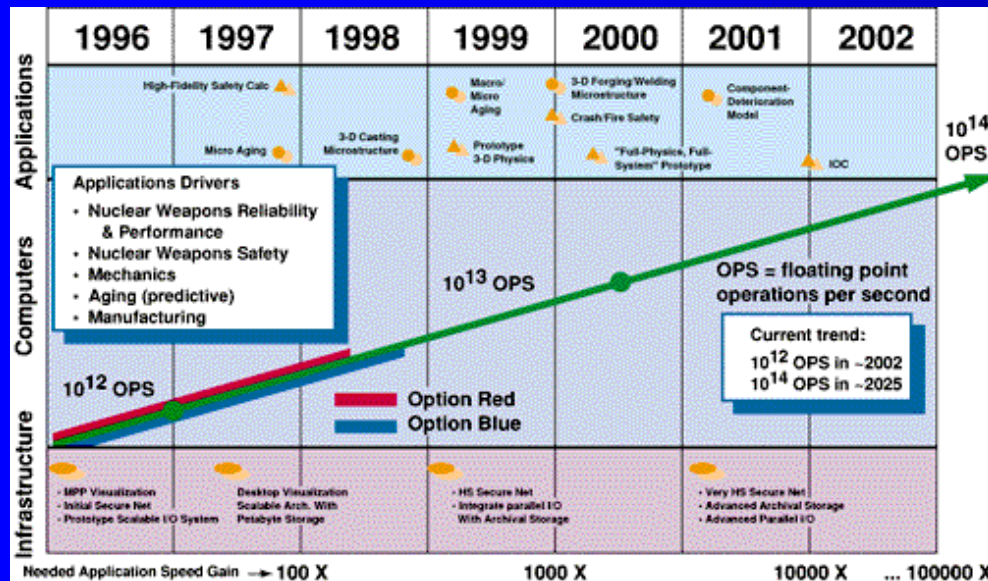 1996 1997 1998 1999 2000 2001 2002
Applications
High-Fidelity Safety Calc
Micro Aging
3-D Casting
Microstructure
Macro/
Micro
Aging
Prototype
3-D Physics
3-D Forging/Welding
Microstructure
Crash/Fire Safety
"Full-Physics, Full-
System" Prototype
Component-
Deterioration
Model
IOC
10^14
OPS
Computers
Applications Drivers
• Nuclear Weapons Reliability
& Performance
• Nuclear Weapons Safety
• Mechanics
• Aging (predictive)
• Manufacturing
10^12 OPS
10^13 OPS
Option Red
Option Blue
OPS = floating point
operations per second
Current trend:
10^12 OPS in ~2002
10^14 OPS in ~2025
Infrastructure
• MPP Visualization
• Initial Secure Net
• Prototype Scalable I/O System
Desktop Visualization
Scalable Arch. With
Petabyte Storage
• HS Secure Net
• Integrate parallel I/O
With Archival Storage
• Very HS Secure Net
• Advanced Archival Storage
• Advanced Parallel I/O
Needed Application Speed Gain → 100 X 1000 X 10000 X ... 100000 X